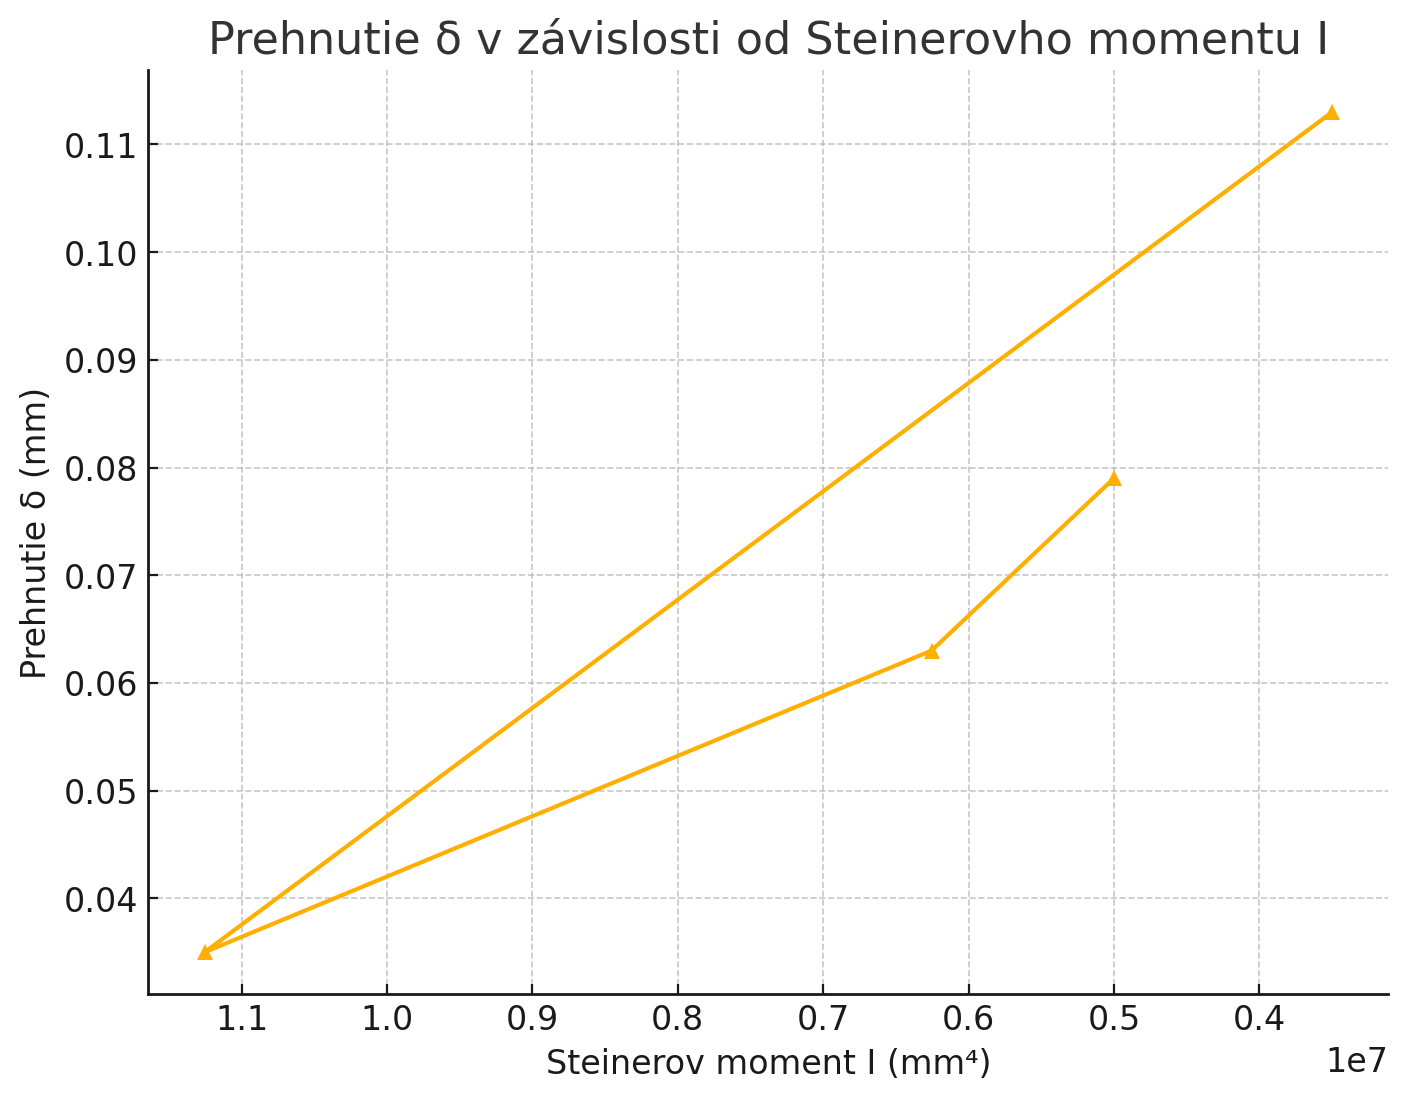 Prehnutie δ v závislosti od Steinerovho momentu I
Prehnutie δ (mm)
0.11
0.10
0.09
0.08
0.07
0.06
0.05
0.04
1.1 1.0 0.9 0.8 0.7 0.6 0.5 0.4
1e7
Steinerov moment I (mm⁴)